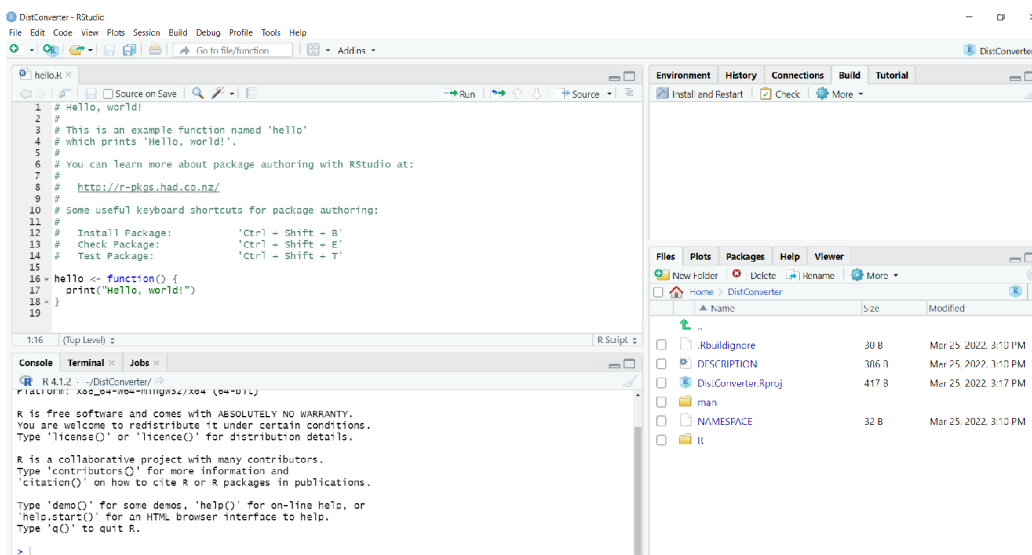 DistConverter - RStudio
File Edit Code View Plots Session Build Debug Profile Tools Help
Go to file/function Addins DistConverter
hello.R
Source on Save Run Source
1 # Hello, world!
2 #
3 # This is an example function named 'hello'
4 # which prints 'Hello, world!'.
5 #
6 # You can learn more about package authoring with RStudio at:
7 #
8 #   http://r-pkgs.had.co.nz/
9 #
10 # Some useful keyboard shortcuts for package authoring:
11 #
12 #   Install Package:           'Ctrl + Shift + B'
13 #   Check Package:             'Ctrl + Shift + E'
14 #   Test Package:              'Ctrl + Shift + T'
15
16 hello <- function() {
17   print("Hello, world!")
18 }
19
1:16 (Top Level) R Script
Console Terminal Jobs
R 4.1.2 · ~/DistConverter/
Platform: x86_64-w64-mingw32/x64 (64-bit)
R is free software and comes with ABSOLUTELY NO WARRANTY.
You are welcome to redistribute it under certain conditions.
Type 'license()' or 'licence()' for distribution details.
R is a collaborative project with many contributors.
Type 'contributors()' for more information and
'citation()' on how to cite R or R packages in publications.
Type 'demo()' for some demos, 'help()' for on-line help, or
'help.start()' for an HTML browser interface to help.
Type 'q()' to quit R.
>
Environment History Connections Build Tutorial
Install and Restart Check More
Files Plots Packages Help Viewer
New Folder Delete Rename More
Home > DistConverter
Name Size Modified
..
.Rbuildignore 30 B Mar 25, 2022, 3:10 PM
DESCRIPTION 386 B Mar 25, 2022, 3:10 PM
DistConverter.Rproj 417 B Mar 25, 2022, 3:17 PM
man
NAMESPACE 32 B Mar 25, 2022, 3:10 PM
R